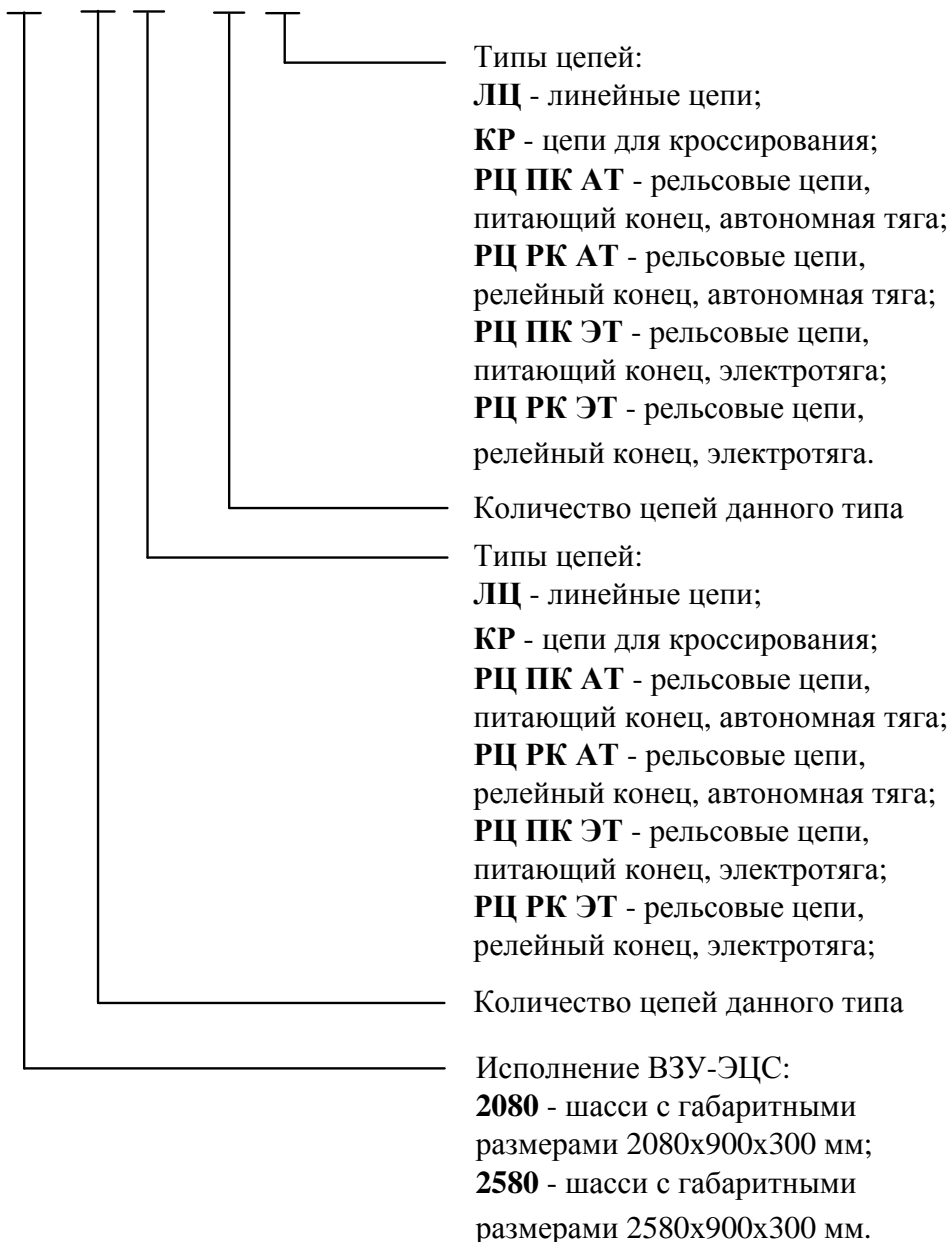 Типы цепей:
ЛЦ - линейные цепи;
КР - цепи для кроссирования;
РЦ ПК АТ - рельсовые цепи,
питающий конец, автономная тяга;
РЦ РК АТ - рельсовые цепи,
релейный конец, автономная тяга;
РЦ ПК ЭТ - рельсовые цепи,
питающий конец, электротяга;
РЦ РК ЭТ - рельсовые цепи,
релейный конец, электротяга.
Количество цепей данного типа
Типы цепей:
ЛЦ - линейные цепи;
КР - цепи для кроссирования;
РЦ ПК АТ - рельсовые цепи,
питающий конец, автономная тяга;
РЦ РК АТ - рельсовые цепи,
релейный конец, автономная тяга;
РЦ ПК ЭТ - рельсовые цепи,
питающий конец, электротяга;
РЦ РК ЭТ - рельсовые цепи,
релейный конец, электротяга;
Количество цепей данного типа
Исполнение ВЗУ-ЭЦС:
2080 - шасси с габаритными
размерами 2080х900х300 мм;
2580 - шасси с габаритными
размерами 2580х900х300 мм.